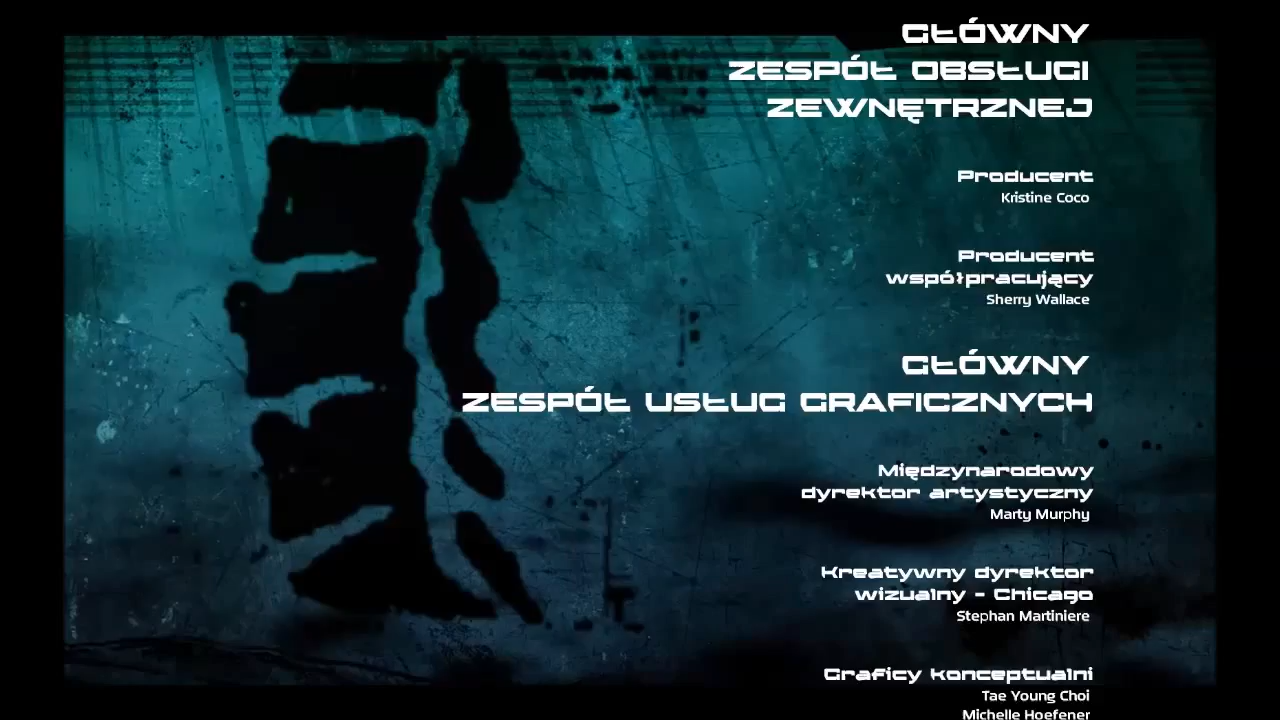 GŁÓWNY
ZESPÓŁ OBSŁUGI
ZEWNĘTRZNEJ
Producent
Kristine Coco
Producent
współpracujący
Sherry Wallace
GŁÓWNY
ZESPÓŁ USŁUG GRAFICZNYCH
Międzynarodowy
dyrektor artystyczny
Marty Murphy
Kreatywny dyrektor
wizualny - Chicago
Stephan Martiniere
Graficy konceptualni
Tae Young Choi
Michelle Hoefener